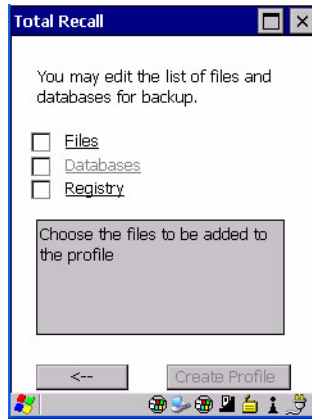 Total Recall
You may edit the list of files and
databases for backup.
Files
Databases
Registry
Choose the files to be added to
the profile
<--
Create Profile